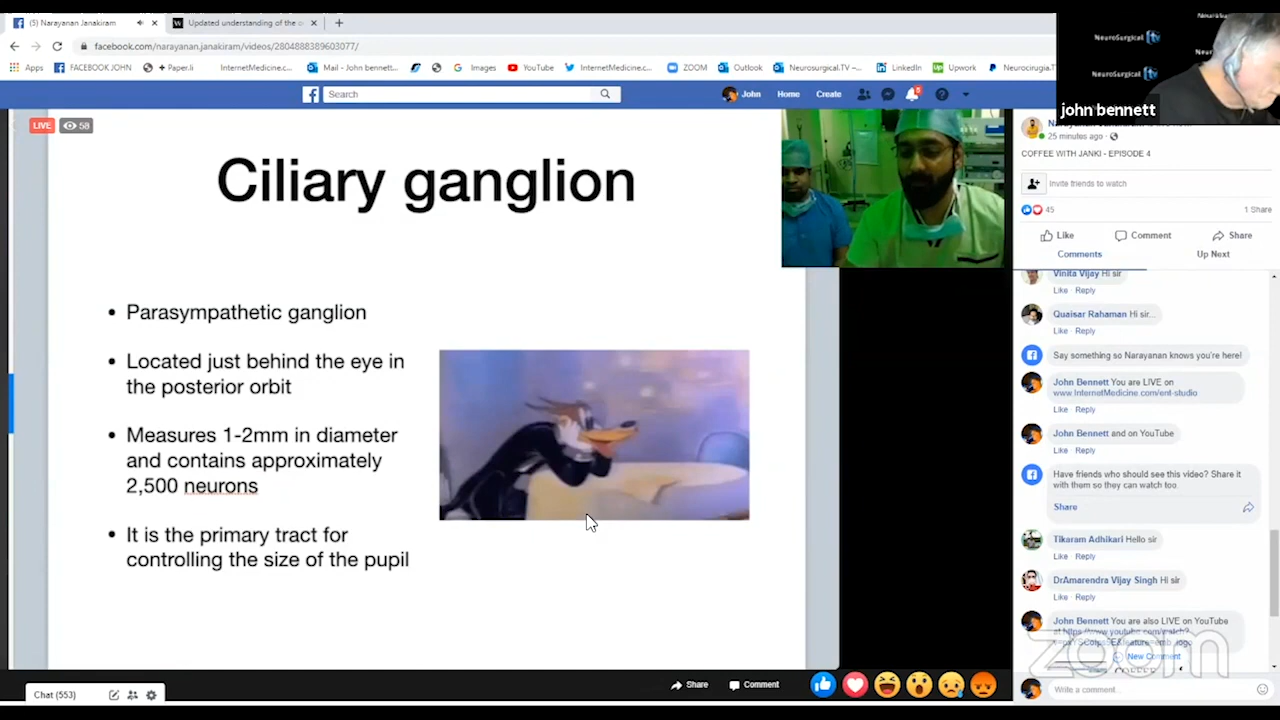 (5) Narayanan Janakiram
Updated understanding of the c
facebook.com/narayanan.janakiram/videos/2804888389603077/
Apps FACEBOOK JOHN + Paper.li InternetMedicine.c... Mail - John bennett... Images YouTube InternetMedicine.c... ZOOM Outlook Neurosurgical.TV –... LinkedIn Upwork Neurocirugia.T
NeuroSurgical tv
NeuroSurgical tv
john bennett
Search
John Home Create
LIVE 58
Ciliary ganglion
• Parasympathetic ganglion
• Located just behind the eye in
the posterior orbit
• Measures 1-2mm in diameter
and contains approximately
2,500 neurons
• It is the primary tract for
controlling the size of the pupil
25 minutes ago
COFFEE WITH JANKI - EPISODE 4
Invite friends to watch
45
1 Share
Like Comment Share
Comments Up Next
Vinita Vijay Hi sir
Like · Reply
Quaisar Rahaman Hi sir...
Like · Reply
Say something so Narayanan knows you're here!
John Bennett You are LIVE on
www.InternetMedicine.com/ent-studio
Like · Reply
John Bennett and on YouTube
Like · Reply
Have friends who should see this video? Share it
with them so they can watch too.
Share
Tikaram Adhikari Hello sir
Like · Reply
DrAmarendra Vijay Singh Hi sir
Like · Reply
John Bennett You are also LIVE on YouTube
New Comment
zoom
Write a comment...
Share Comment
Chat (553)